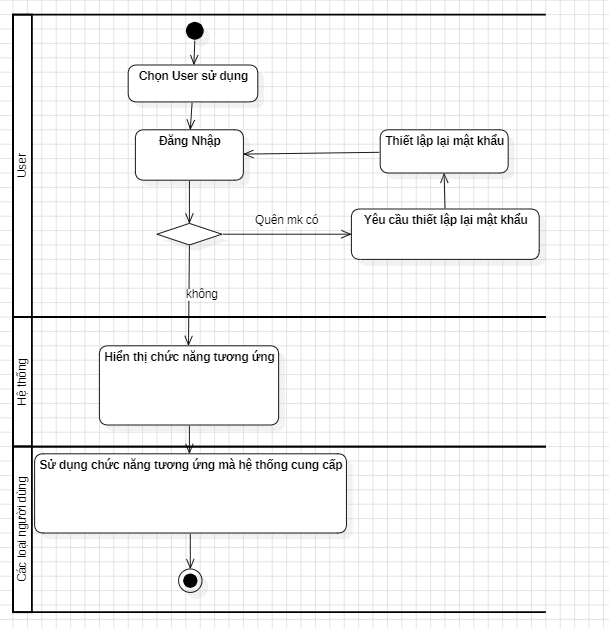 User
Chọn User sử dụng
Đăng Nhập
Thiết lập lại mật khẩu
Quên mk có
Yêu cầu thiết lập lại mật khẩu
không
Hệ thống
Hiển thị chức năng tương ứng
Các loại người dùng
Sử dụng chức năng tương ứng mà hệ thống cung cấp